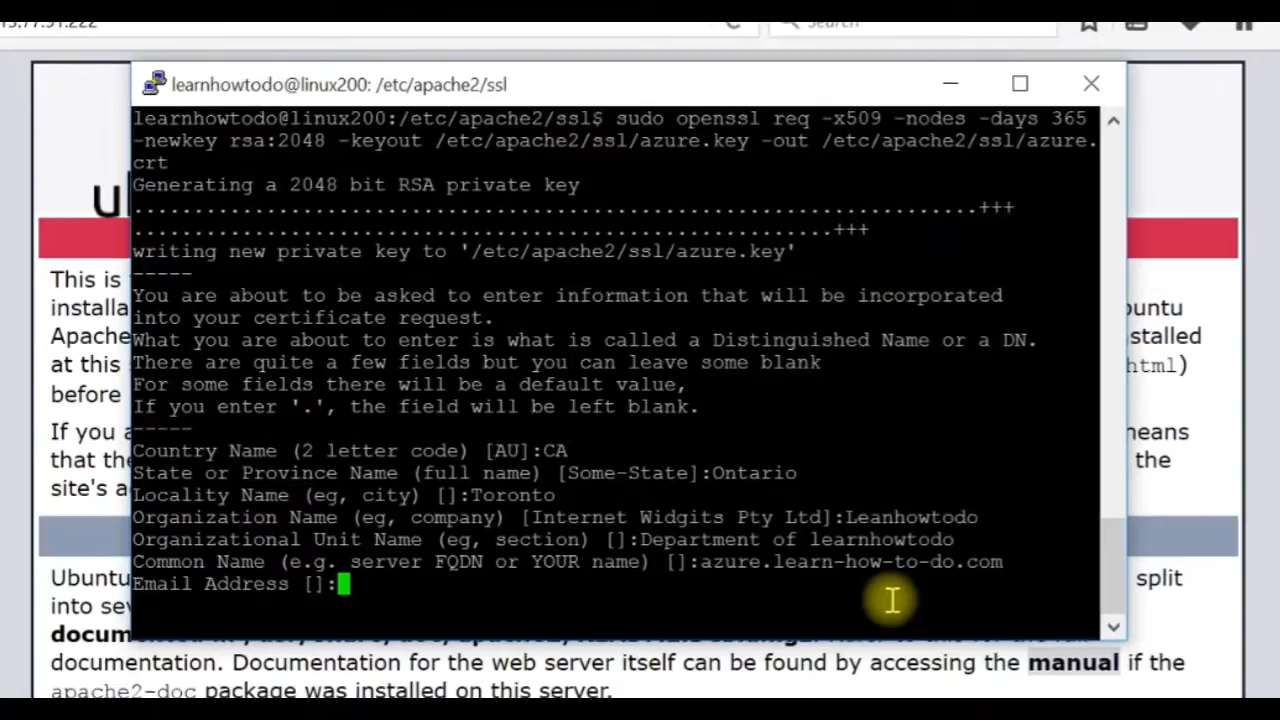 Search
learnhowtodo@linux200: /etc/apache2/ssl
learnhowtodo@linux200:/etc/apache2/ssl$ sudo openssl req -x509 -nodes -days 365
-newkey rsa:2048 -keyout /etc/apache2/ssl/azure.key -out /etc/apache2/ssl/azure.
crt
Generating a 2048 bit RSA private key
......................................................................+++
..........................................................+++
writing new private key to '/etc/apache2/ssl/azure.key'
-----
You are about to be asked to enter information that will be incorporated
into your certificate request.
What you are about to enter is what is called a Distinguished Name or a DN.
There are quite a few fields but you can leave some blank
For some fields there will be a default value,
If you enter '.', the field will be left blank.
-----
Country Name (2 letter code) [AU]:CA
State or Province Name (full name) [Some-State]:Ontario
Locality Name (eg, city) []:Toronto
Organization Name (eg, company) [Internet Widgits Pty Ltd]:Leanhowtodo
Organizational Unit Name (eg, section) []:Department of learnhowtodo
Common Name (e.g. server FQDN or YOUR name) []:azure.learn-how-to-do.com
Email Address []:
This is
installa
Apache
at this
before
html)
If you
means
that the
the
site's a
Ubuntu
split
into
documentation. Documentation for the web server itself can be found by accessing the manual if the
apache2-doc package was installed on this server.